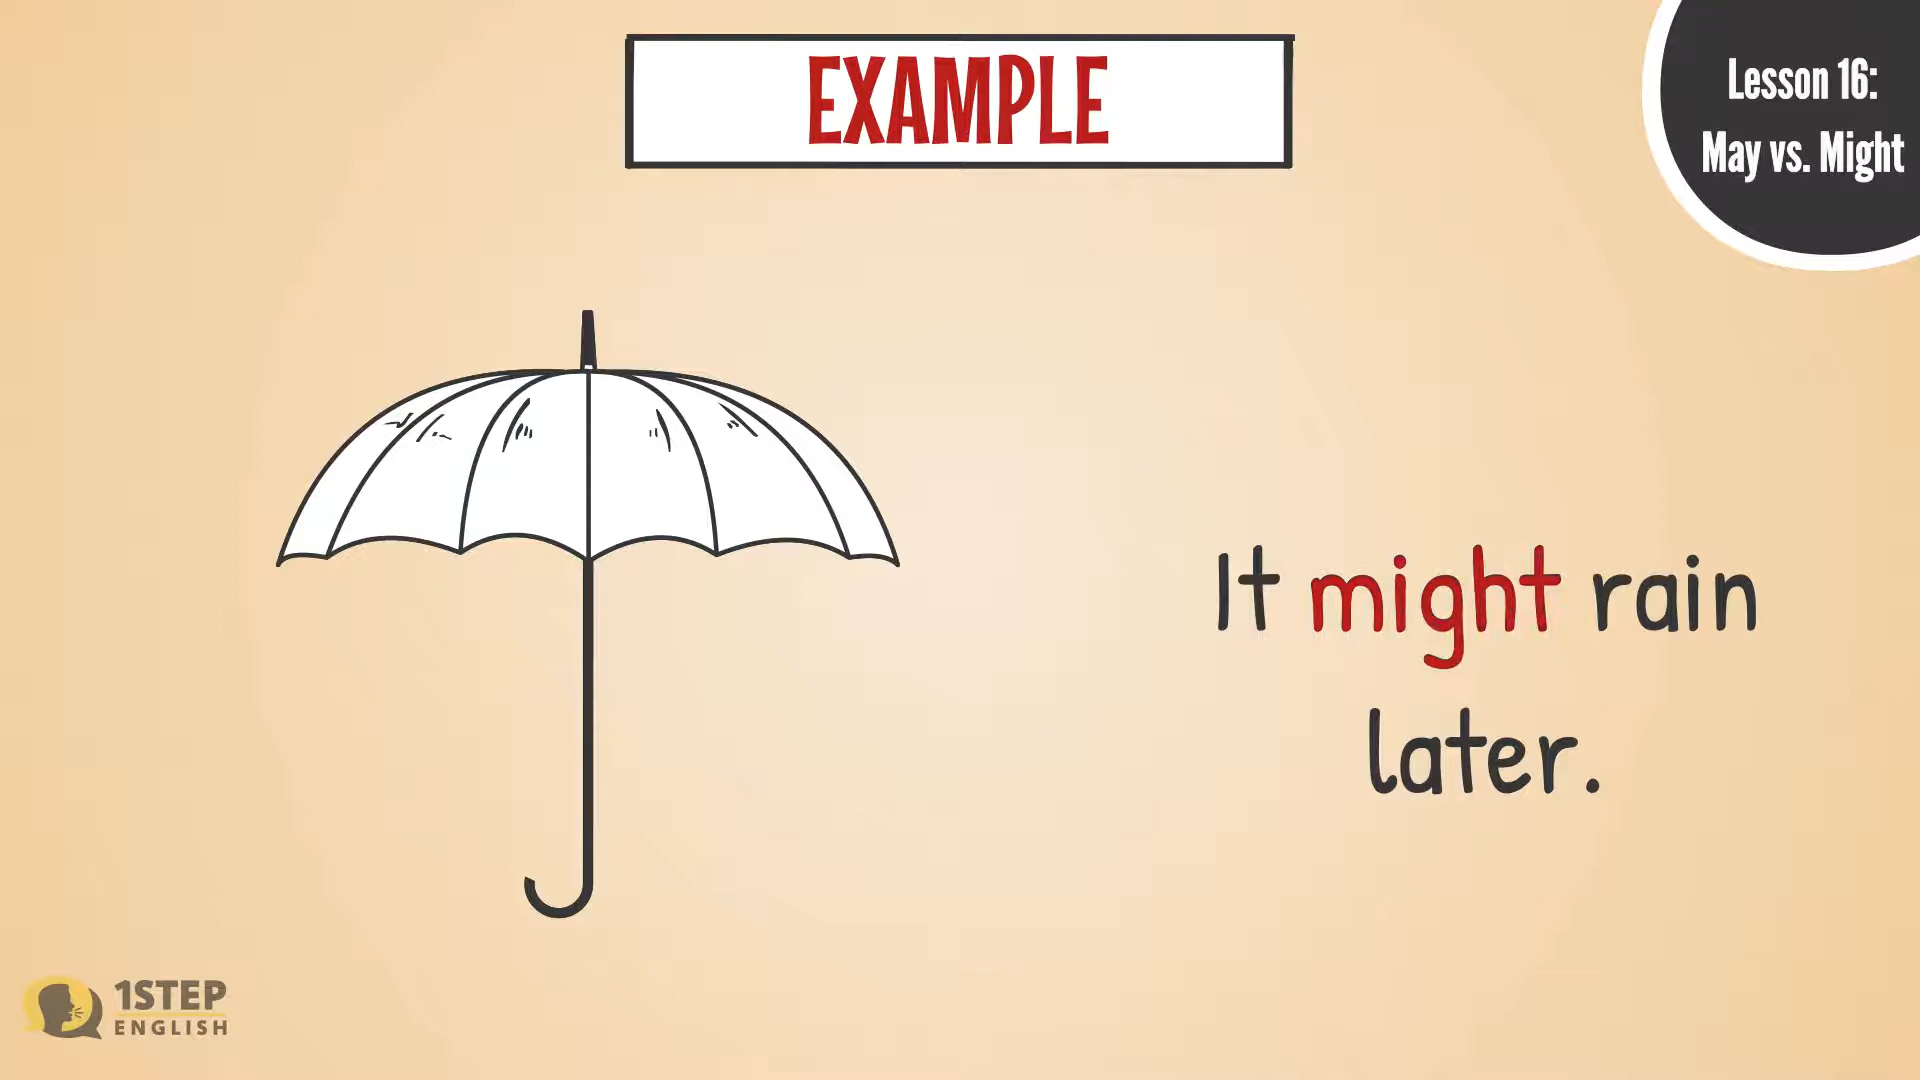 EXAMPLE
Lesson 16:
May vs. Might
It might rain
later.
1STEP
ENGLISH